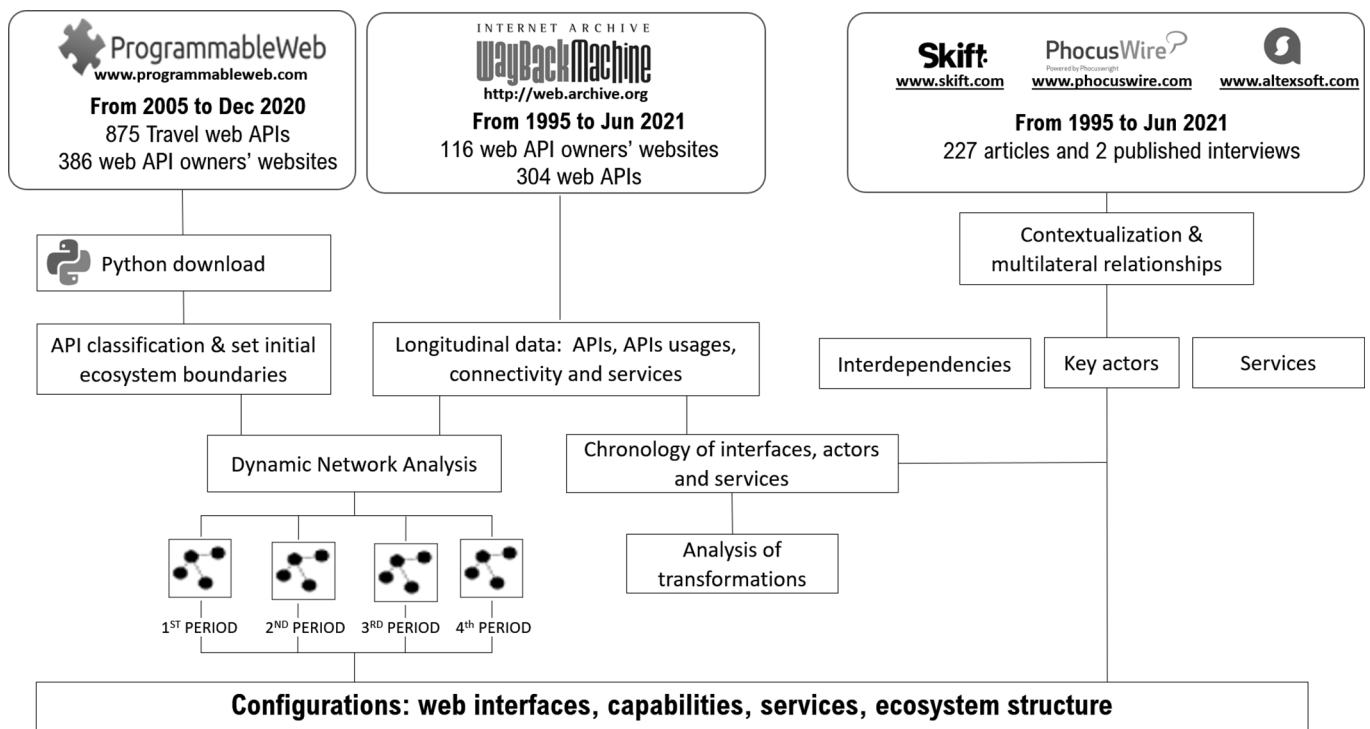 ProgrammableWeb
www.programmableweb.com
From 2005 to Dec 2020
875 Travel web APIs
386 web API owners’ websites
INTERNET ARCHIVE
WayBackMachine
http://web.archive.org
From 1995 to Jun 2021
116 web API owners’ websites
304 web APIs
Skift.
www.skift.com
PhocusWire
Powered by Phocuswright
www.phocuswire.com
www.altexsoft.com
From 1995 to Jun 2021
227 articles and 2 published interviews
Python download
Contextualization &
multilateral relationships
API classification & set initial
ecosystem boundaries
Longitudinal data: APIs, APIs usages,
connectivity and services
Interdependencies
Key actors
Services
Dynamic Network Analysis
Chronology of interfaces, actors
and services
Analysis of
transformations
1ST PERIOD
2ND PERIOD
3RD PERIOD
4th PERIOD
Configurations: web interfaces, capabilities, services, ecosystem structure